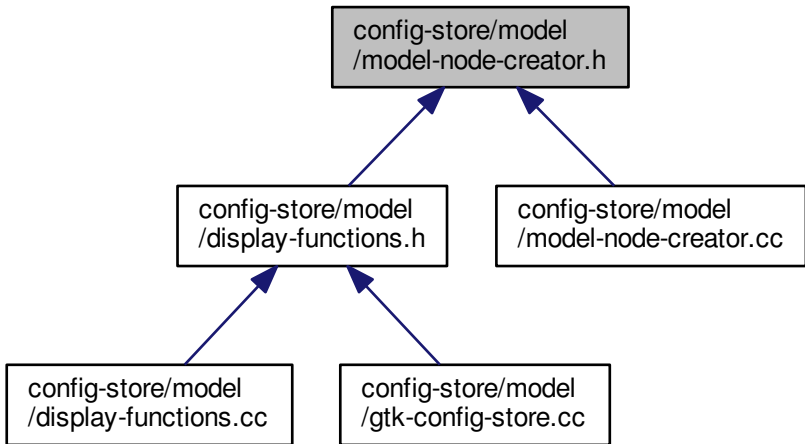 config-store/model
/model-node-creator.h
config-store/model
/display-functions.h
config-store/model
/model-node-creator.cc
config-store/model
/display-functions.cc
config-store/model
/gtk-config-store.cc